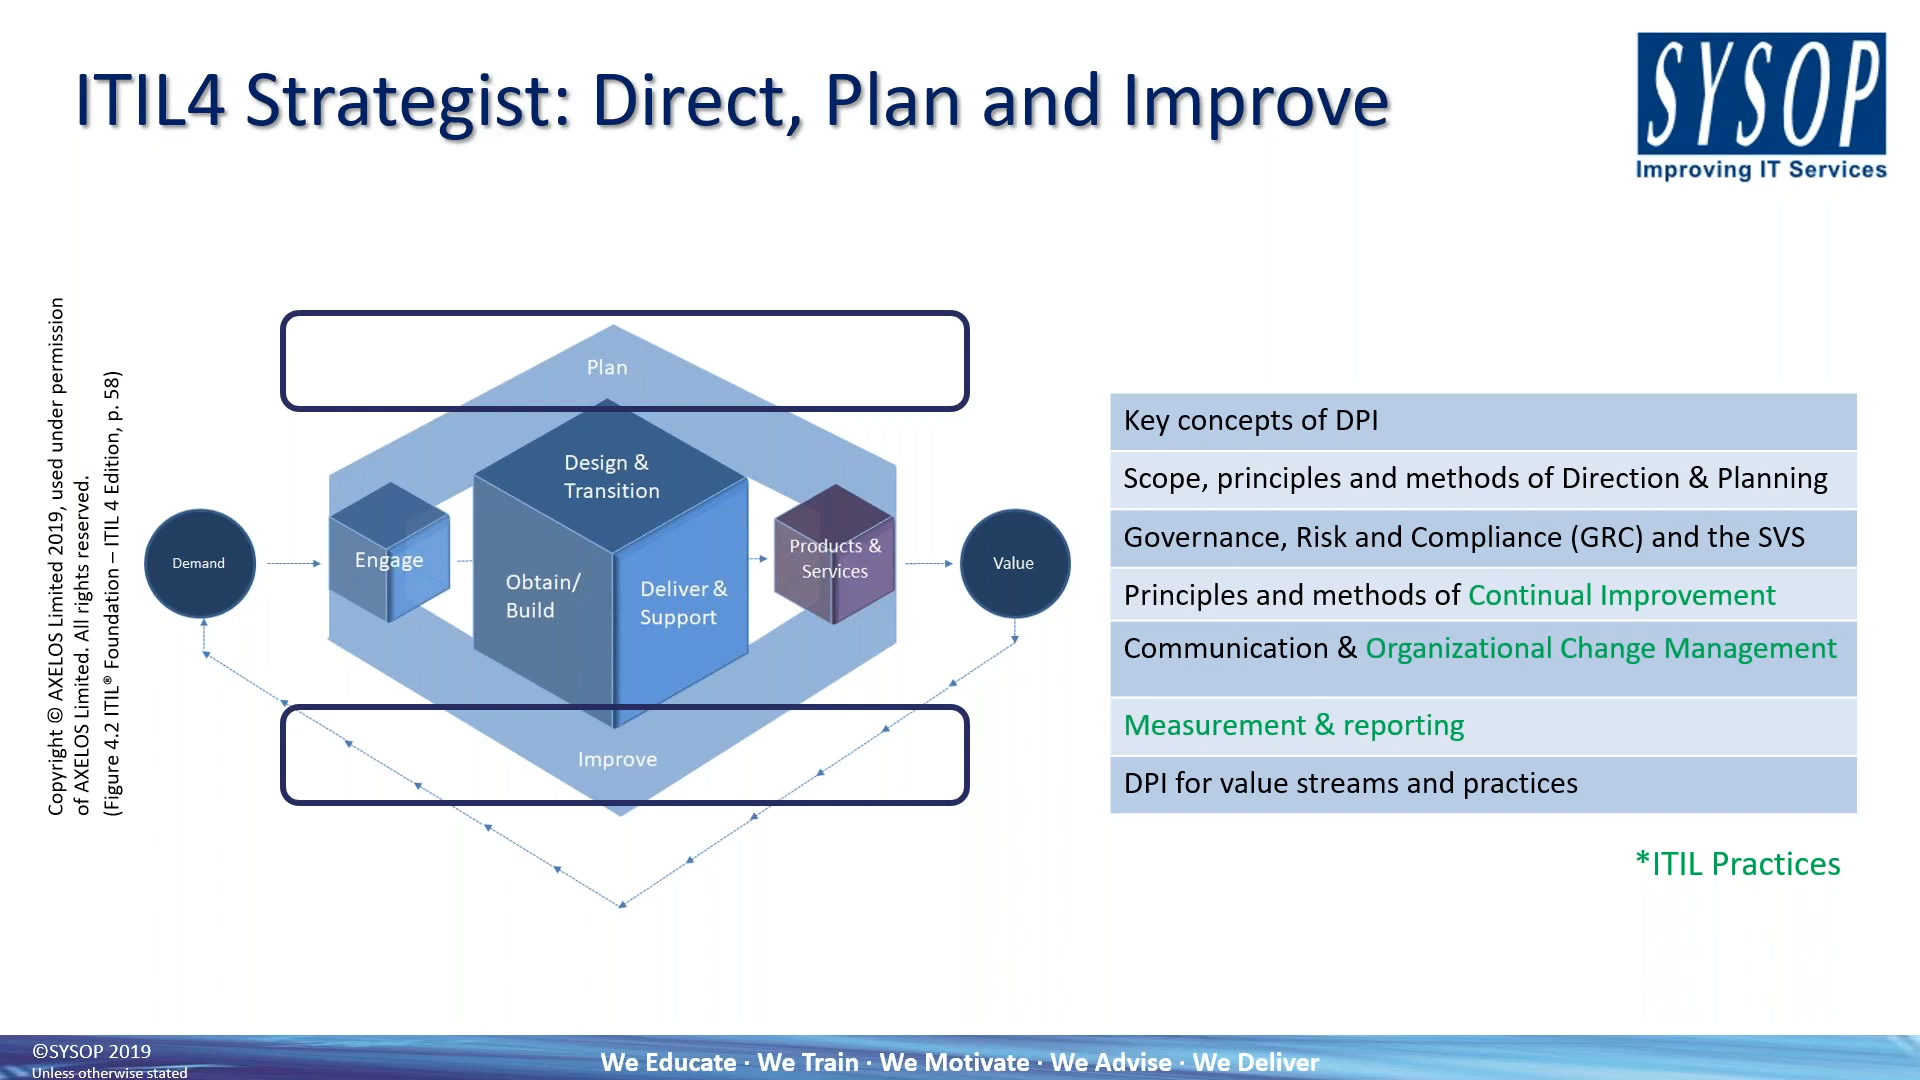 ITIL4 Strategist: Direct, Plan and Improve
SYSOP
Improving IT Services
Copyright © AXELOS Limited 2019, used under permission
of AXELOS Limited. All rights reserved.
(Figure 4.2 ITIL® Foundation – ITIL 4 Edition, p. 58)
Plan
Design &
Transition
Demand
Engage
Obtain/
Build
Deliver &
Support
Products &
Services
Value
Improve
Key concepts of DPI
Scope, principles and methods of Direction & Planning
Governance, Risk and Compliance (GRC) and the SVS
Principles and methods of Continual Improvement
Communication & Organizational Change Management
Measurement & reporting
DPI for value streams and practices
*ITIL Practices
©SYSOP 2019
Unless otherwise stated
We Educate · We Train · We Motivate · We Advise · We Deliver